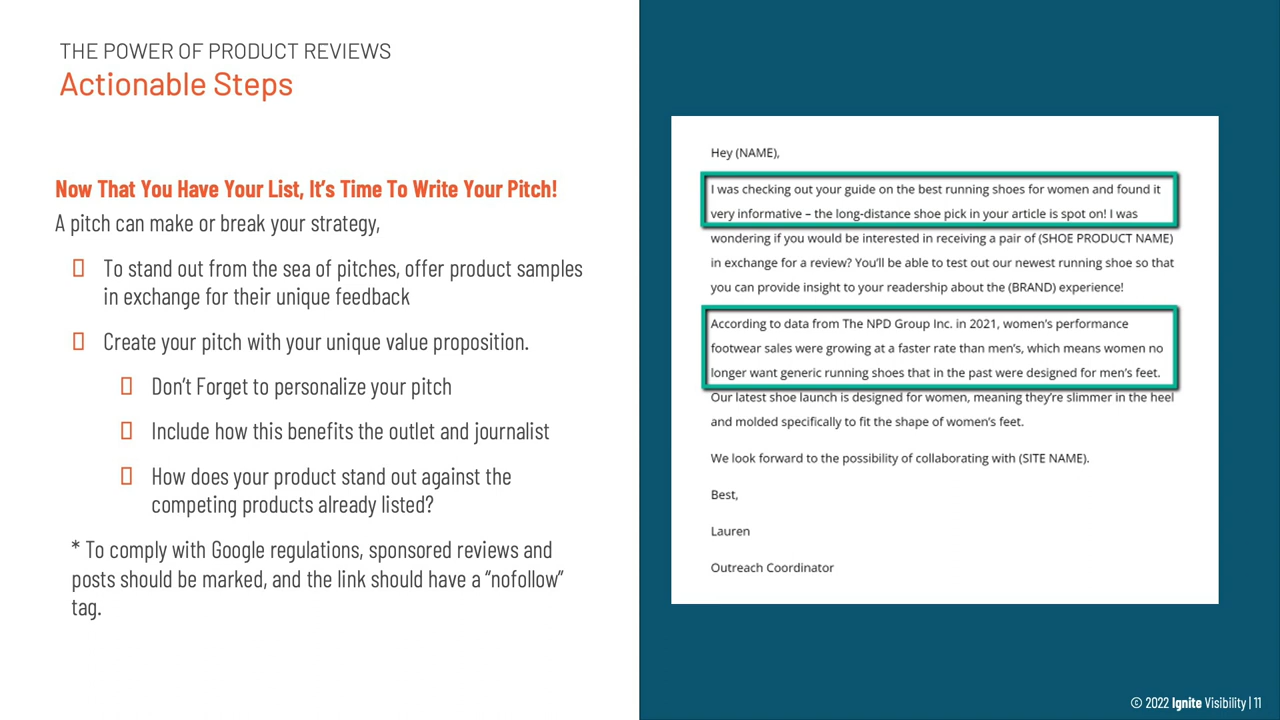 THE POWER OF PRODUCT REVIEWS
Actionable Steps
Now That You Have Your List, It's Time To Write Your Pitch!
A pitch can make or break your strategy,
To stand out from the sea of pitches, offer product samples
in exchange for their unique feedback
Create your pitch with your unique value proposition.
Don't Forget to personalize your pitch
Include how this benefits the outlet and journalist
How does your product stand out against the
competing products already listed?
* To comply with Google regulations, sponsored reviews and
posts should be marked, and the link should have a “nofollow”
tag.
Hey (NAME),
I was checking out your guide on the best running shoes for women and found it
very informative – the long-distance shoe pick in your article is spot on! I was
wondering if you would be interested in receiving a pair of (SHOE PRODUCT NAME)
in exchange for a review? You'll be able to test out our newest running shoe so that
you can provide insight to your readership about the (BRAND) experience!
According to data from The NPD Group Inc. in 2021, women's performance
footwear sales were growing at a faster rate than men's, which means women no
longer want generic running shoes that in the past were designed for men's feet.
Our latest shoe launch is designed for women, meaning they're slimmer in the heel
and molded specifically to fit the shape of women's feet.
We look forward to the possibility of collaborating with (SITE NAME).
Best,
Lauren
Outreach Coordinator
© 2022 Ignite Visibility | 11